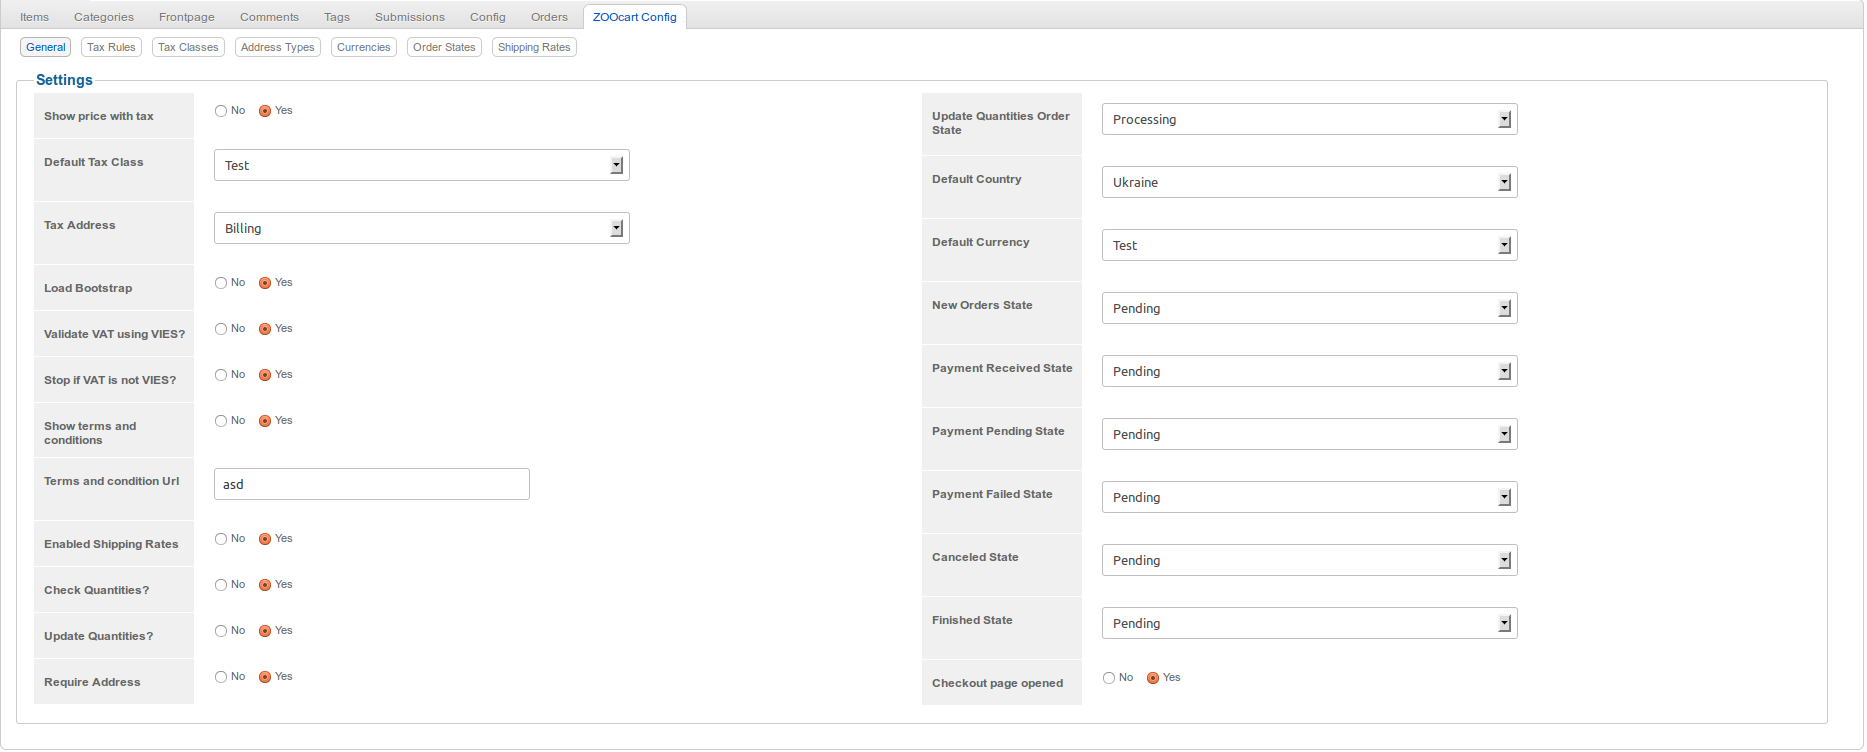 Items Categories Frontpage Comments Tags Submissions Config Orders ZOOcart Config
General Tax Rules Tax Classes Address Types Currencies Order States Shipping Rates
Settings
Show price with tax No Yes
Default Tax Class Test
Tax Address Billing
Load Bootstrap No Yes
Validate VAT using VIES? No Yes
Stop if VAT is not VIES? No Yes
Show terms and
conditions No Yes
Terms and condition Url asd
Enabled Shipping Rates No Yes
Check Quantities? No Yes
Update Quantities? No Yes
Require Address No Yes
Update Quantities Order
State Processing
Default Country Ukraine
Default Currency Test
New Orders State Pending
Payment Received State Pending
Payment Pending State Pending
Payment Failed State Pending
Canceled State Pending
Finished State Pending
Checkout page opened No Yes